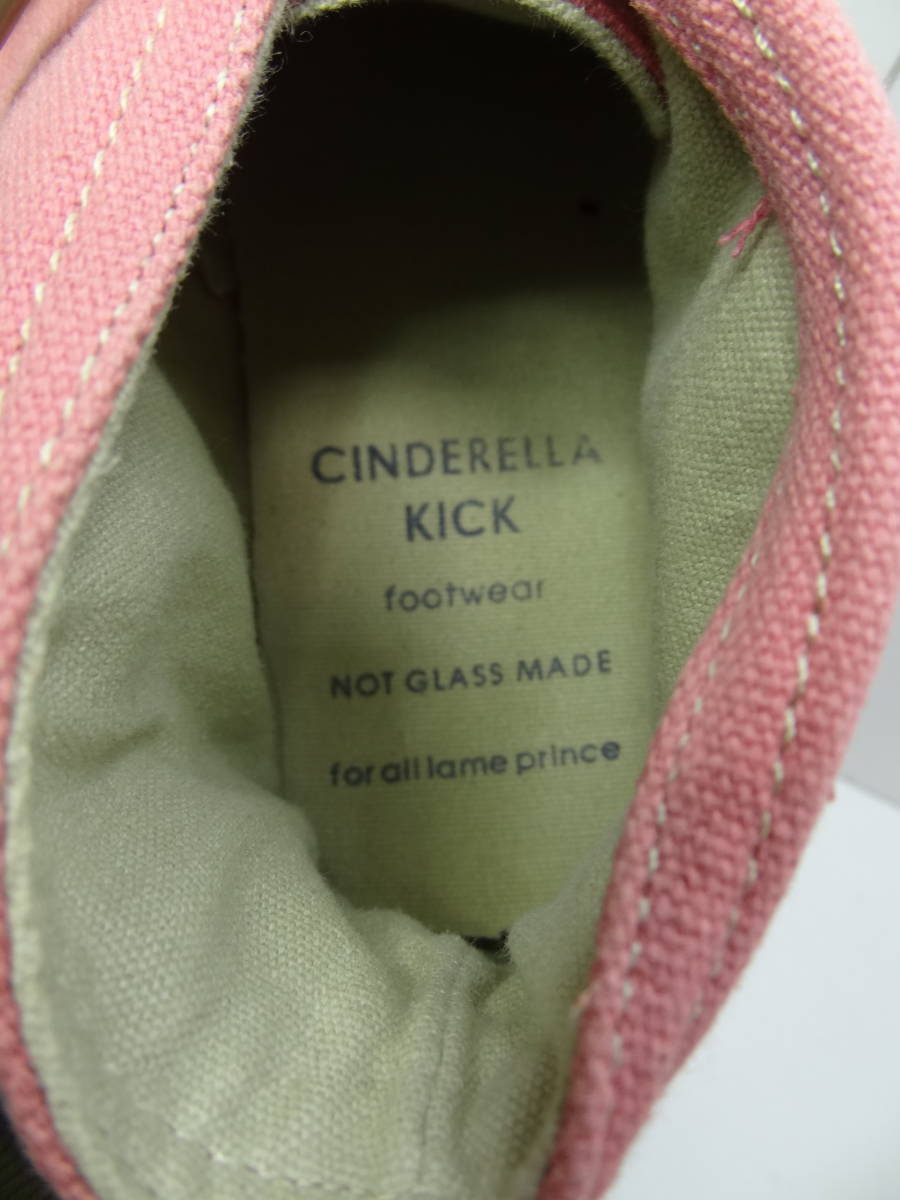 CINDERELLA
KICK
footwear
NOT GLASS MADE
for all lame prince